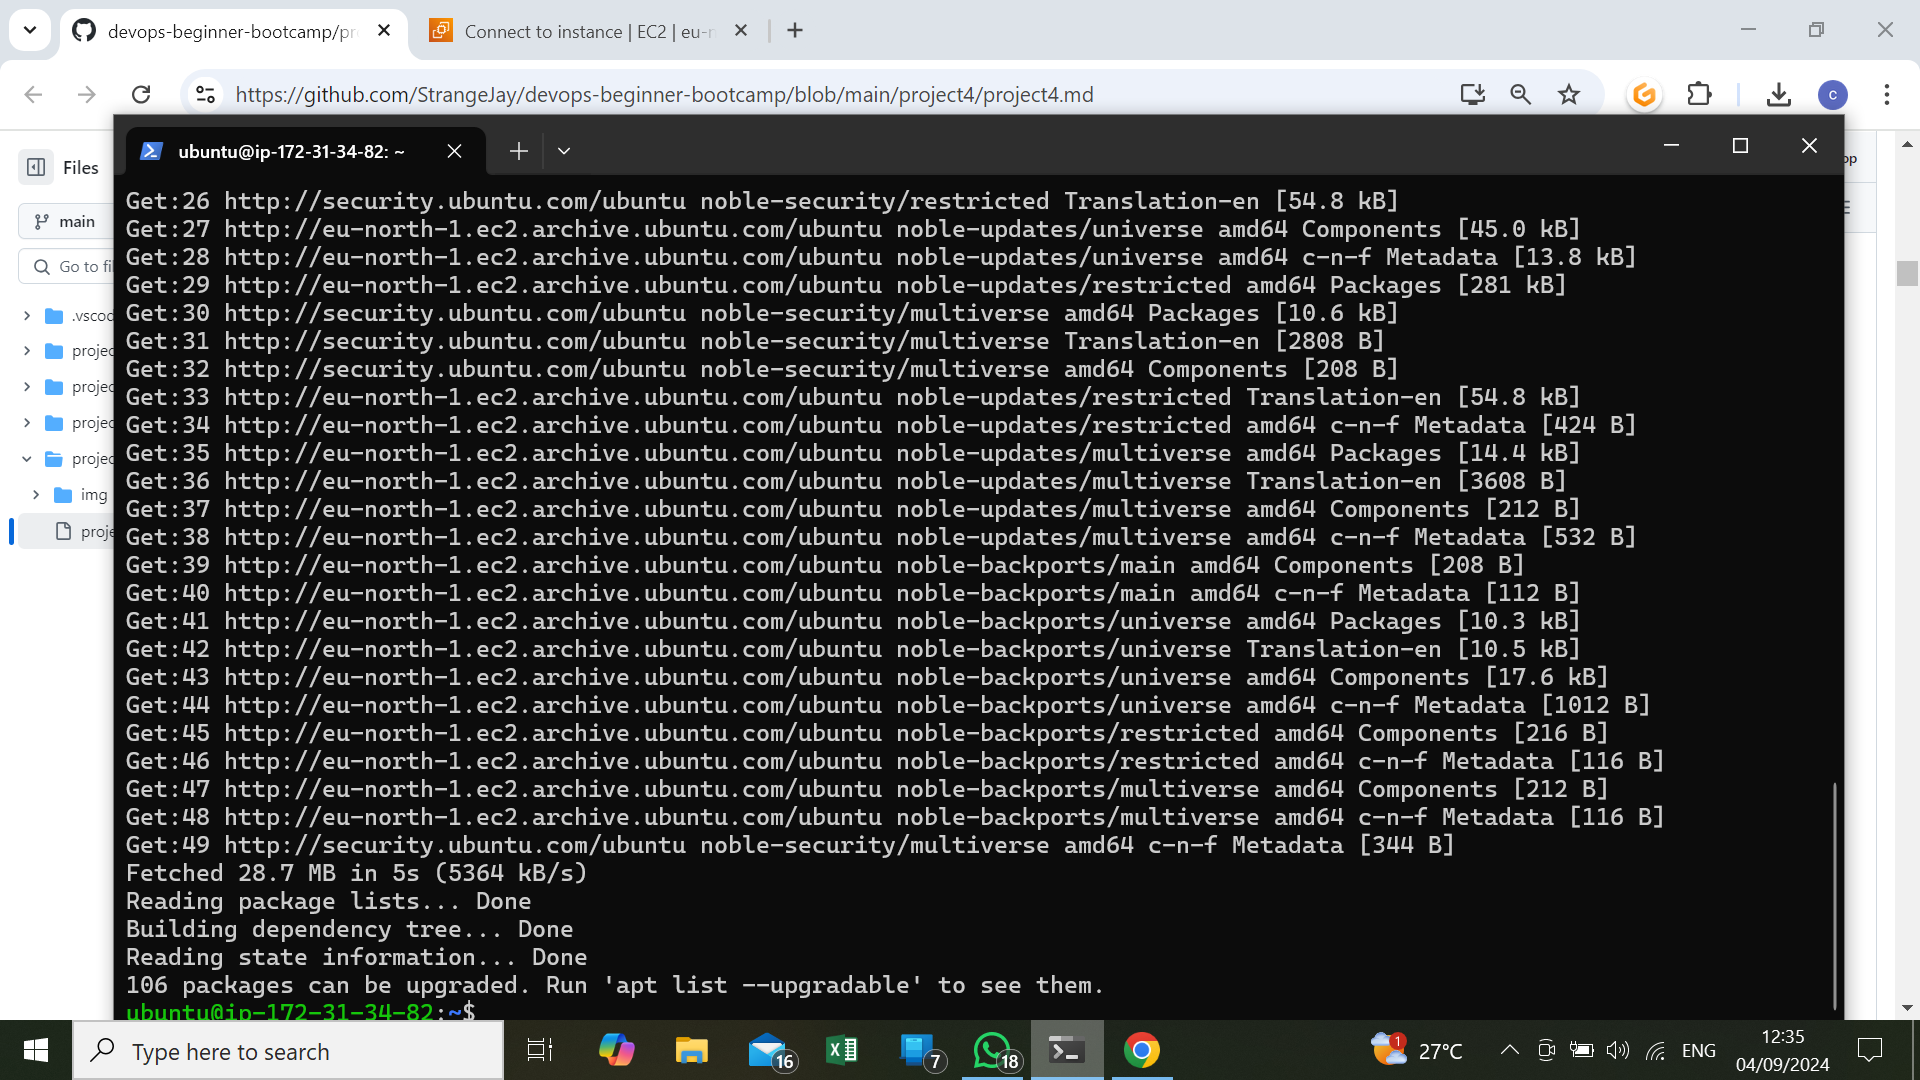 devops-beginner-bootcamp/pr
Connect to instance | EC2 | eu-n
https://github.com/StrangeJay/devops-beginner-bootcamp/blob/main/project4/project4.md
C
ubuntu@ip-172-31-34-82: ~
Files
main
Go to fil
.vscod
projec
projec
projec
projec
img
proje
op
Get:26 http://security.ubuntu.com/ubuntu noble-security/restricted Translation-en [54.8 kB]
Get:27 http://eu-north-1.ec2.archive.ubuntu.com/ubuntu noble-updates/universe amd64 Components [45.0 kB]
Get:28 http://eu-north-1.ec2.archive.ubuntu.com/ubuntu noble-updates/universe amd64 c-n-f Metadata [13.8 kB]
Get:29 http://eu-north-1.ec2.archive.ubuntu.com/ubuntu noble-updates/restricted amd64 Packages [281 kB]
Get:30 http://security.ubuntu.com/ubuntu noble-security/multiverse amd64 Packages [10.6 kB]
Get:31 http://security.ubuntu.com/ubuntu noble-security/multiverse Translation-en [2808 B]
Get:32 http://security.ubuntu.com/ubuntu noble-security/multiverse amd64 Components [208 B]
Get:33 http://eu-north-1.ec2.archive.ubuntu.com/ubuntu noble-updates/restricted Translation-en [54.8 kB]
Get:34 http://eu-north-1.ec2.archive.ubuntu.com/ubuntu noble-updates/restricted amd64 c-n-f Metadata [424 B]
Get:35 http://eu-north-1.ec2.archive.ubuntu.com/ubuntu noble-updates/multiverse amd64 Packages [14.4 kB]
Get:36 http://eu-north-1.ec2.archive.ubuntu.com/ubuntu noble-updates/multiverse Translation-en [3608 B]
Get:37 http://eu-north-1.ec2.archive.ubuntu.com/ubuntu noble-updates/multiverse amd64 Components [212 B]
Get:38 http://eu-north-1.ec2.archive.ubuntu.com/ubuntu noble-updates/multiverse amd64 c-n-f Metadata [532 B]
Get:39 http://eu-north-1.ec2.archive.ubuntu.com/ubuntu noble-backports/main amd64 Components [208 B]
Get:40 http://eu-north-1.ec2.archive.ubuntu.com/ubuntu noble-backports/main amd64 c-n-f Metadata [112 B]
Get:41 http://eu-north-1.ec2.archive.ubuntu.com/ubuntu noble-backports/universe amd64 Packages [10.3 kB]
Get:42 http://eu-north-1.ec2.archive.ubuntu.com/ubuntu noble-backports/universe Translation-en [10.5 kB]
Get:43 http://eu-north-1.ec2.archive.ubuntu.com/ubuntu noble-backports/universe amd64 Components [17.6 kB]
Get:44 http://eu-north-1.ec2.archive.ubuntu.com/ubuntu noble-backports/universe amd64 c-n-f Metadata [1012 B]
Get:45 http://eu-north-1.ec2.archive.ubuntu.com/ubuntu noble-backports/restricted amd64 Components [216 B]
Get:46 http://eu-north-1.ec2.archive.ubuntu.com/ubuntu noble-backports/restricted amd64 c-n-f Metadata [116 B]
Get:47 http://eu-north-1.ec2.archive.ubuntu.com/ubuntu noble-backports/multiverse amd64 Components [212 B]
Get:48 http://eu-north-1.ec2.archive.ubuntu.com/ubuntu noble-backports/multiverse amd64 c-n-f Metadata [116 B]
Get:49 http://security.ubuntu.com/ubuntu noble-security/multiverse amd64 c-n-f Metadata [344 B]
Fetched 28.7 MB in 5s (5364 kB/s)
Reading package lists... Done
Building dependency tree... Done
Reading state information... Done
106 packages can be upgraded. Run 'apt list --upgradable' to see them.
ubuntu@ip-172-31-34-82:~$
Type here to search
16
7
18
1
27°C
ENG
12:35
04/09/2024